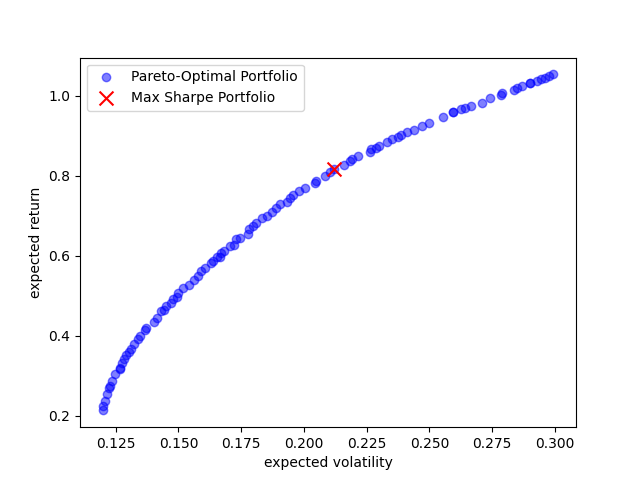 Pareto-Optimal Portfolio
Max Sharpe Portfolio
expected return
1.0
0.8
0.6
0.4
0.2
0.125 0.150 0.175 0.200 0.225 0.250 0.275 0.300
expected volatility